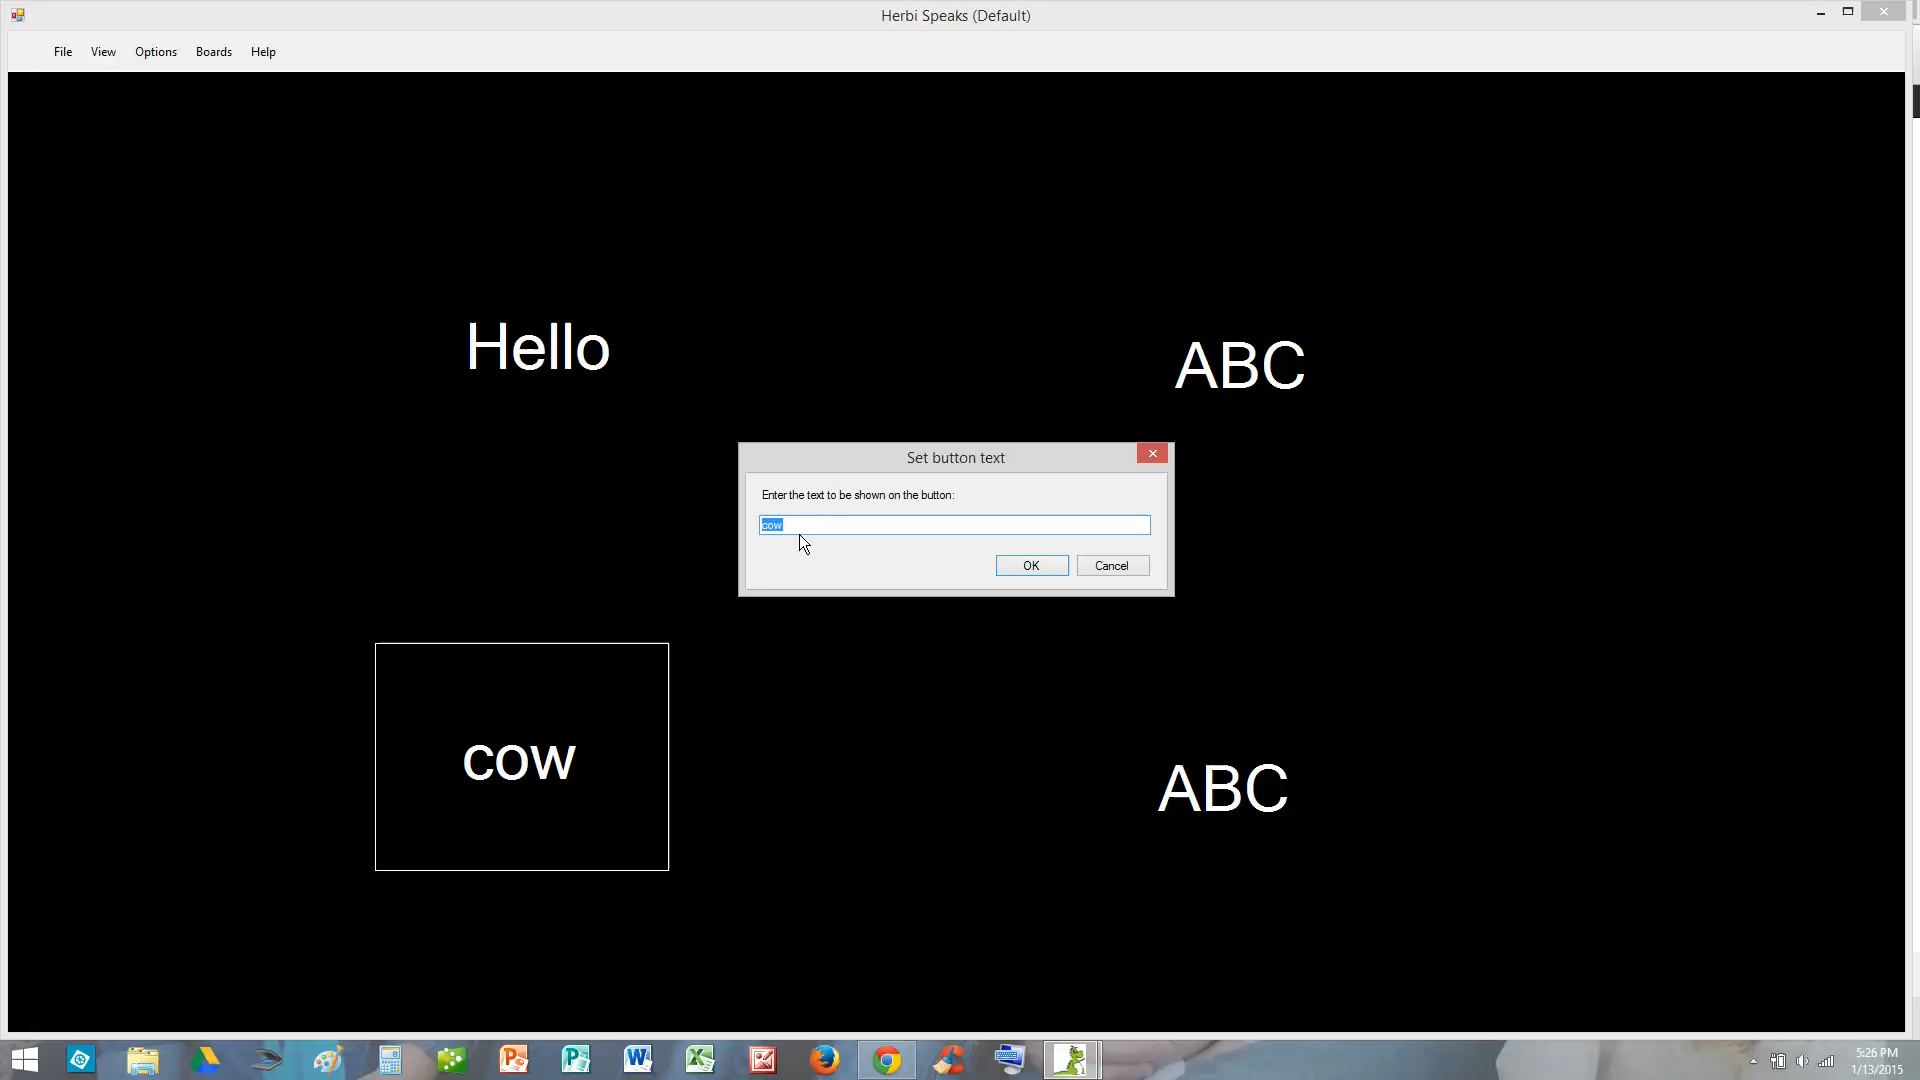 Herbi Speaks (Default)
File View Options Boards Help
Hello
ABC
Set button text
Enter the text to be shown on the button:
cow
OK Cancel
cow
ABC
5:26 PM
1/13/2015